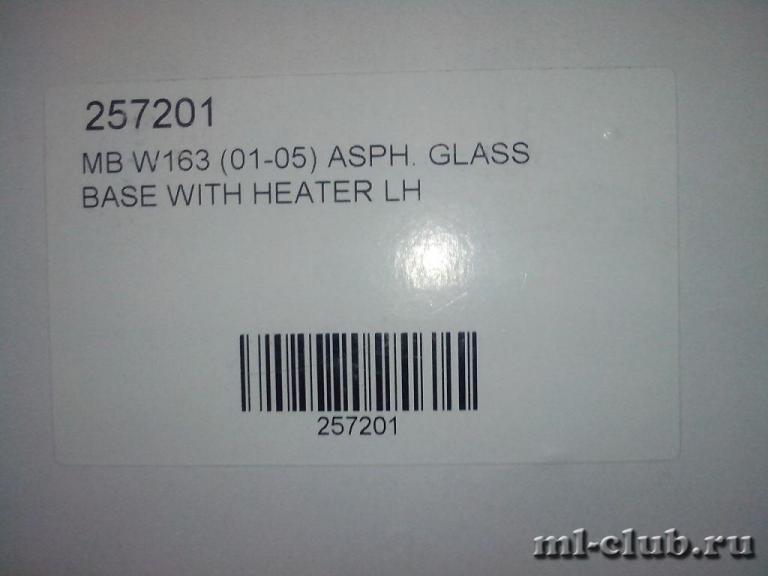 257201
MB W163 (01-05) ASPH. GLASS
BASE WITH HEATER LH
257201
ml-club.ru